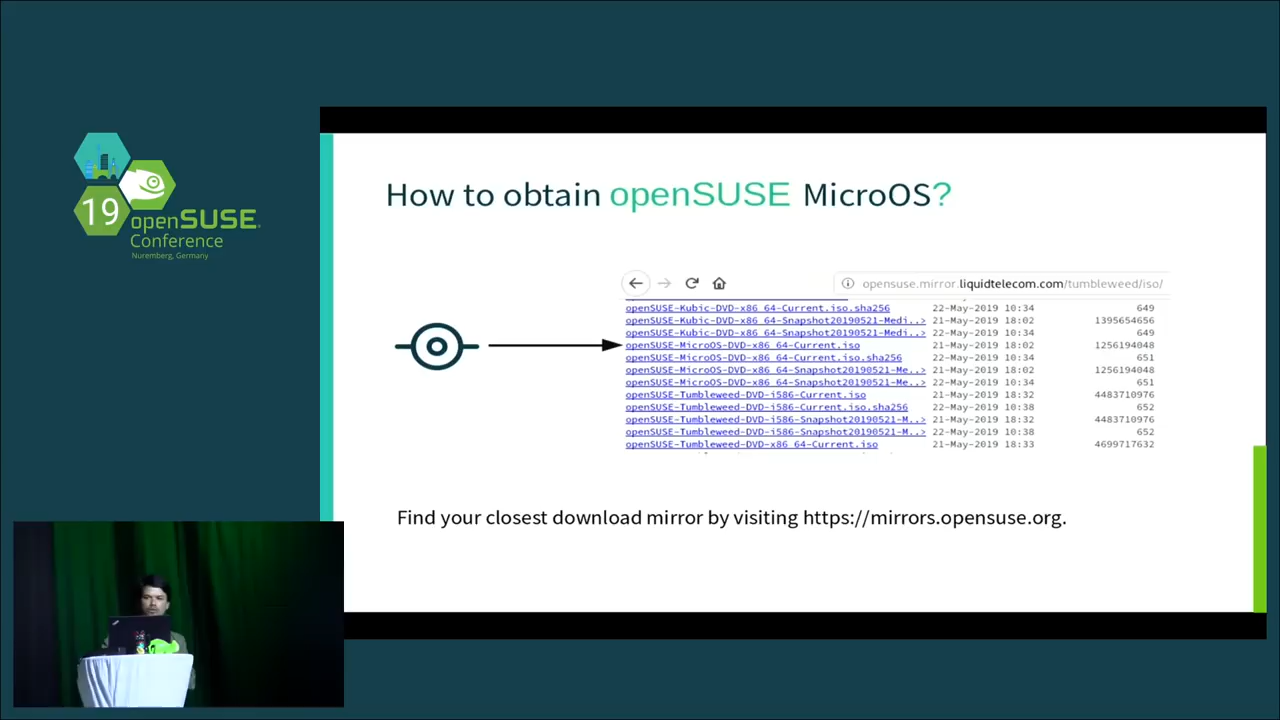 19
openSUSE
Conference
Nuremberg, Germany
How to obtain openSUSE MicroOS?
opensuse.mirror.liquidtelecom.com/tumbleweed/iso/
openSUSE-Kubic-DVD-x86_64-Current.iso.sha256 22-May-2019 10:34 649
openSUSE-Kubic-DVD-x86_64-Snapshot20190521-Medi..> 21-May-2019 18:02 1395654656
openSUSE-Kubic-DVD-x86_64-Snapshot20190521-Medi..> 22-May-2019 10:34 649
openSUSE-MicroOS-DVD-x86_64-Current.iso 21-May-2019 18:02 1256194048
openSUSE-MicroOS-DVD-x86_64-Current.iso.sha256 22-May-2019 10:34 651
openSUSE-MicroOS-DVD-x86_64-Snapshot20190521-Me..> 21-May-2019 18:02 1256194048
openSUSE-MicroOS-DVD-x86_64-Snapshot20190521-Me..> 22-May-2019 10:34 651
openSUSE-Tumbleweed-DVD-i586-Current.iso 21-May-2019 18:32 4483710976
openSUSE-Tumbleweed-DVD-i586-Current.iso.sha256 22-May-2019 10:38 652
openSUSE-Tumbleweed-DVD-i586-Snapshot20190521-M..> 21-May-2019 18:32 4483710976
openSUSE-Tumbleweed-DVD-i586-Snapshot20190521-M..> 22-May-2019 10:38 652
openSUSE-Tumbleweed-DVD-x86_64-Current.iso 21-May-2019 18:33 4699717632
Find your closest download mirror by visiting https://mirrors.opensuse.org.